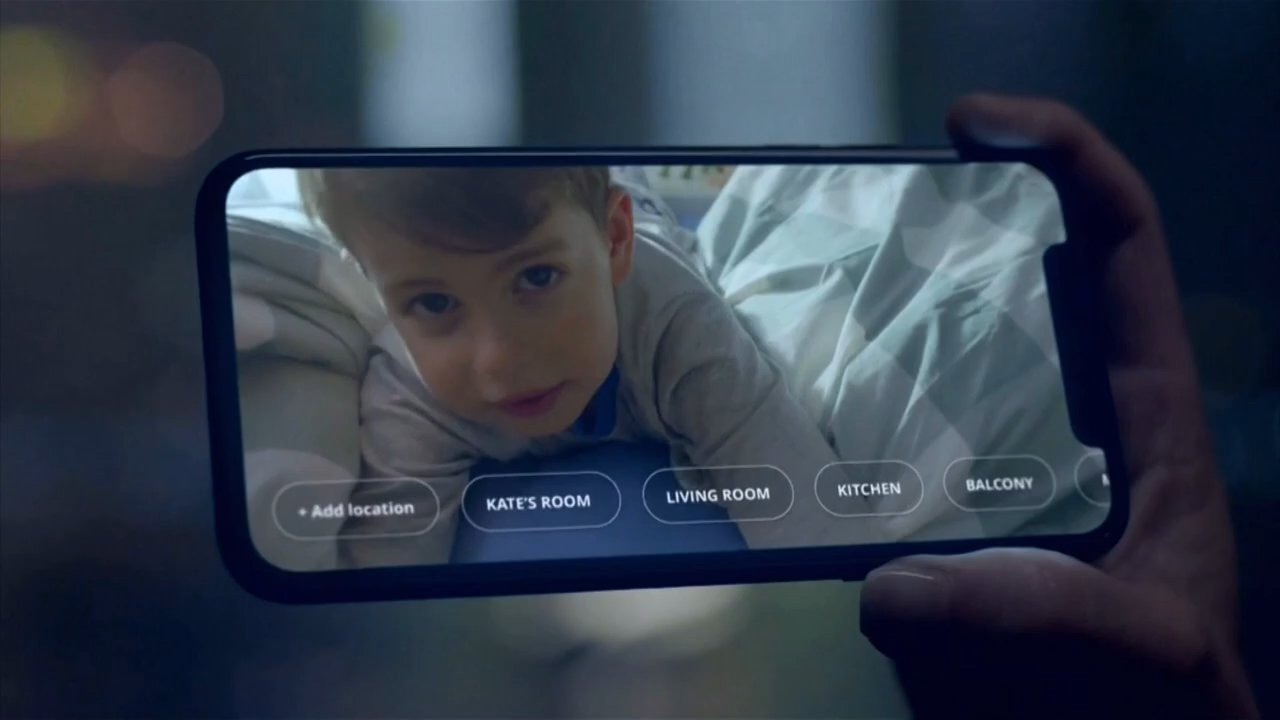 + Add location
KATE'S ROOM
LIVING ROOM
KITCHEN
BALCONY